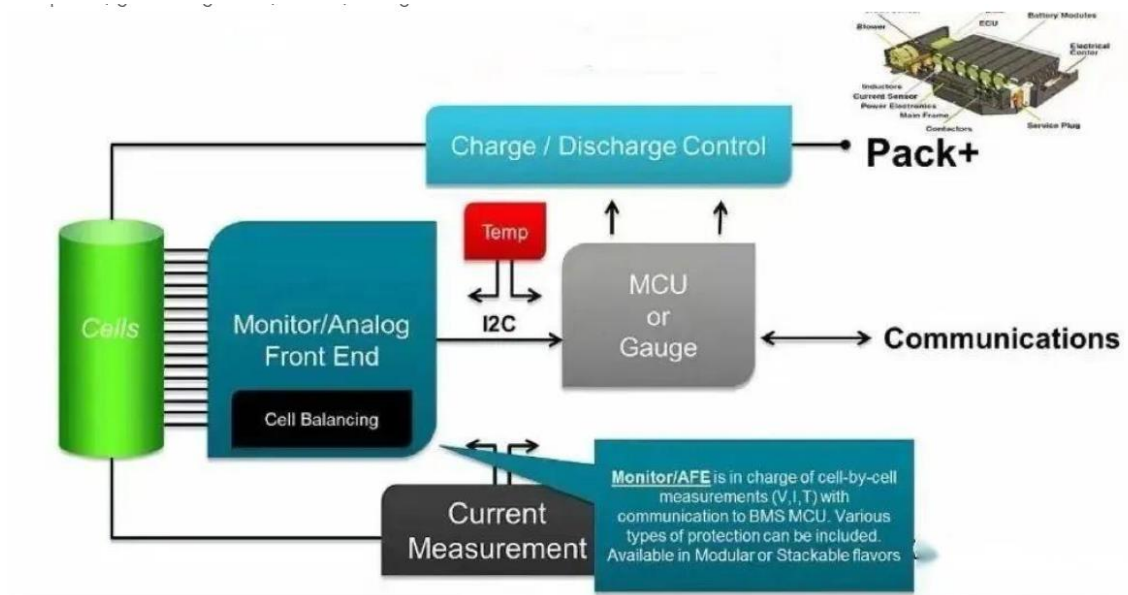 Blower
ECU
Battery Modules
Electrical
Center
Inductors
Current Sensor
Power Electronics
Main Frame
Contactors
Service Plug
Charge / Discharge Control
Pack+
Temp
I2C
MCU
or
Gauge
Cells
Monitor/Analog
Front End
Cell Balancing
Communications
Current
Measurement
Monitor/AFE is in charge of cell-by-cell
measurements (V,I,T) with
communication to BMS MCU. Various
types of protection can be included.
Available in Modular or Stackable flavors